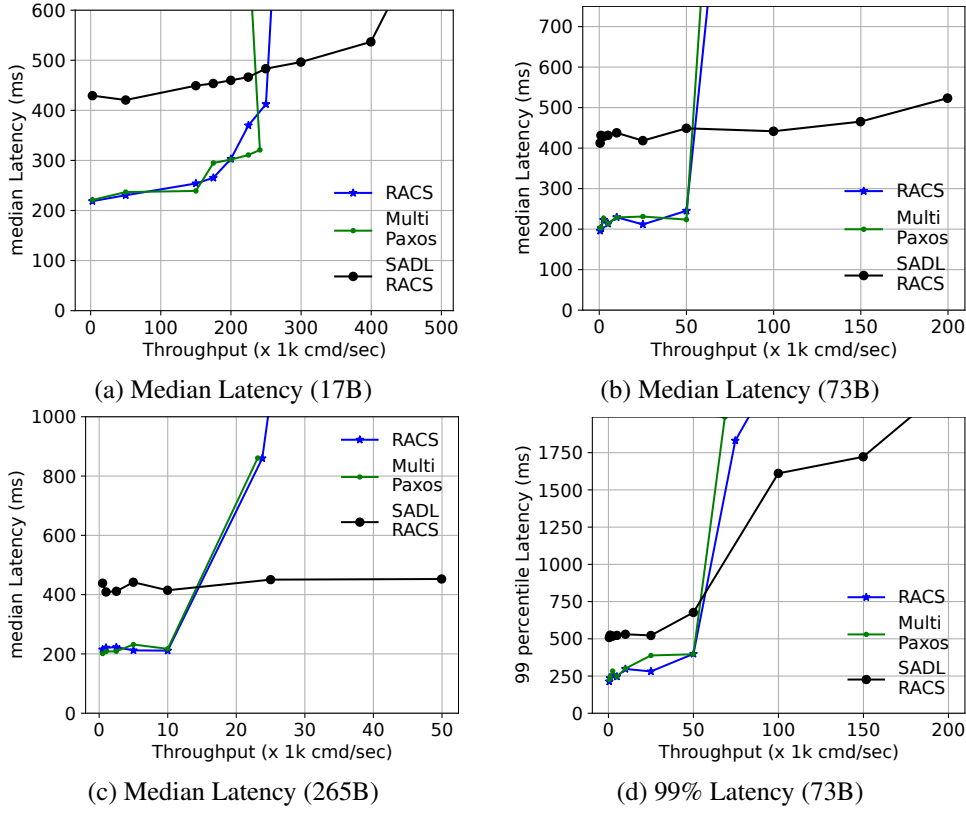 600
500
400
300
200
100
0
median Latency (ms)
RACS
Multi
Paxos
SADL
RACS
0 100 200 300 400 500
Throughput (x 1k cmd/sec)
(a) Median Latency (17B)
700
600
500
400
300
200
100
0
median Latency (ms)
RACS
Multi
Paxos
SADL
RACS
0 50 100 150 200
Throughput (x 1k cmd/sec)
(b) Median Latency (73B)
1000
800
600
400
200
0
median Latency (ms)
RACS
Multi
Paxos
SADL
RACS
0 10 20 30 40 50
Throughput (x 1k cmd/sec)
(c) Median Latency (265B)
1750
1500
1250
1000
750
500
250
0
99 percentile Latency (ms)
RACS
Multi
Paxos
SADL
RACS
0 50 100 150 200
Throughput (x 1k cmd/sec)
(d) 99% Latency (73B)